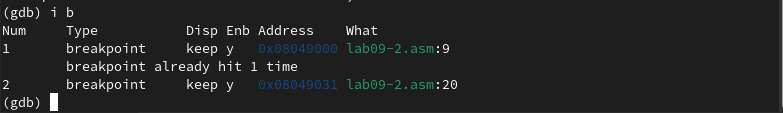 (gdb) i b
Num     Type           Disp Enb Address    What
1       breakpoint     keep y   0x08049000 lab09-2.asm:9
        breakpoint already hit 1 time
2       breakpoint     keep y   0x08049031 lab09-2.asm:20
(gdb)